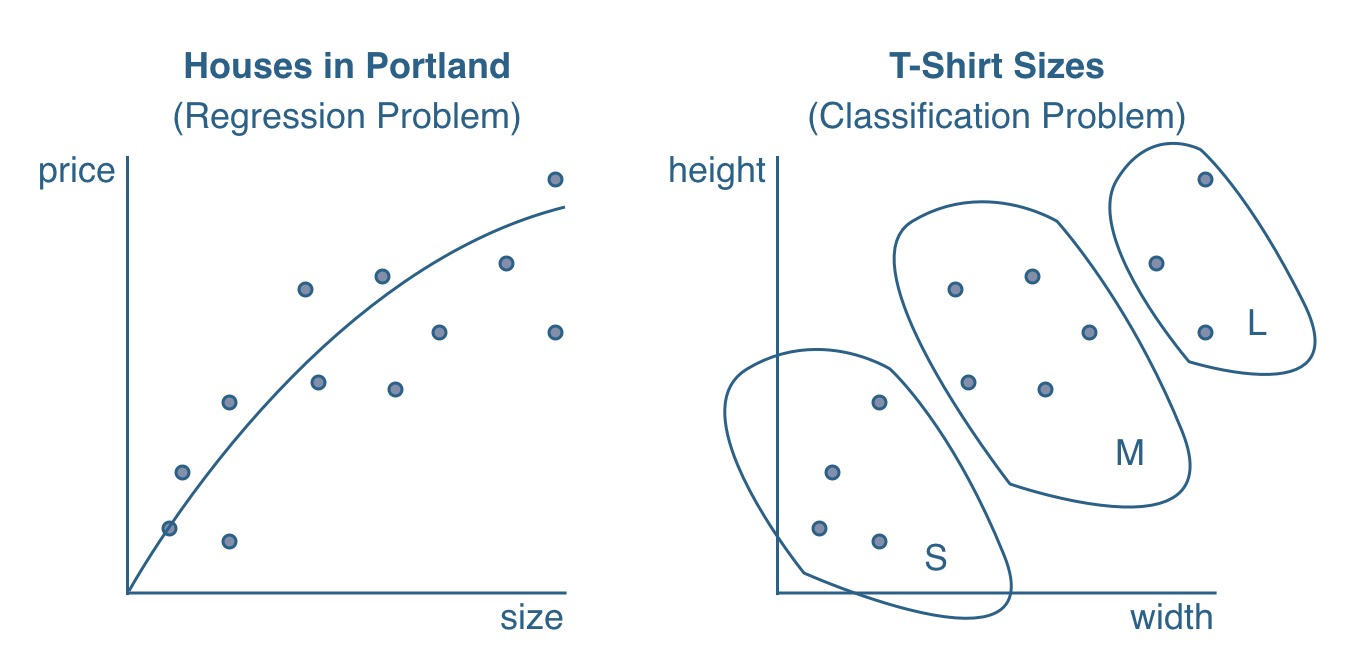 Houses in Portland
(Regression Problem)
price
size
T-Shirt Sizes
(Classification Problem)
height
L
M
S
width